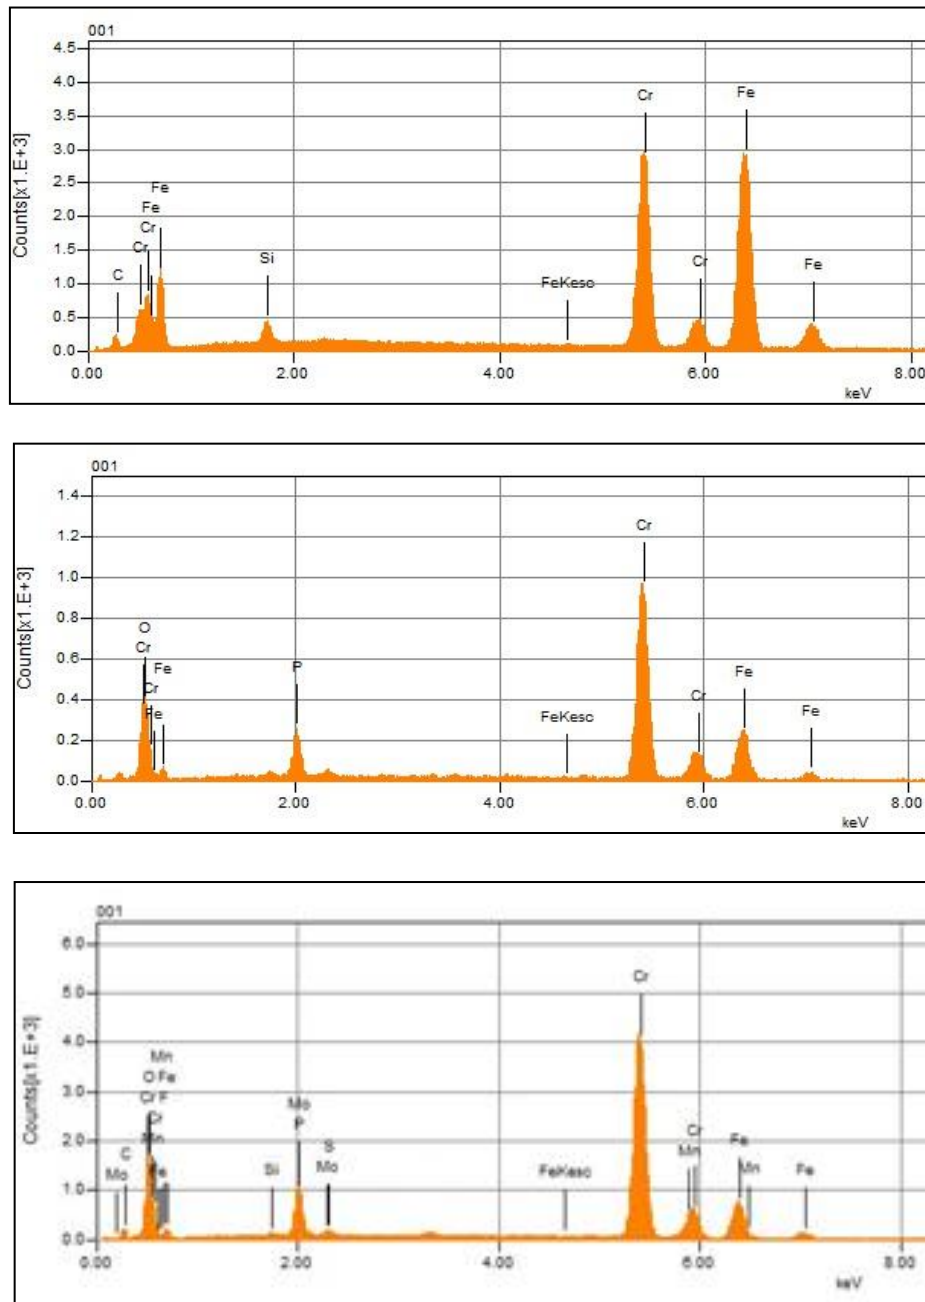 001
4.5
4.0
3.5
3.0
2.5
2.0
1.5
1.0
0.5
0.0
Counts[x1.E+3]
Cr
Fe
Fe
Fe
Cr
Cr
C
Si
FeKesc
Cr
Fe
0.00 2.00 4.00 6.00 8.00
keV
001
1.4
1.2
1.0
0.8
0.6
0.4
0.2
0.0
Counts[x1.E+3]
Cr
O
Cr
Fe
Cr
Fe
P
FeKesc
Cr
Fe
Fe
0.00 2.00 4.00 6.00 8.00
keV
001
6.0
5.0
4.0
3.0
2.0
1.0
0.0
Counts[x1.E+3]
Cr
Mn
O Fe
Cr F
Cr
Mn
Fe
Mo
P
C
Mo
Si
S
Mo
FeKesc
Cr
Mn
Fe
Mn
Fe
0.00 2.00 4.00 6.00 8.00
keV